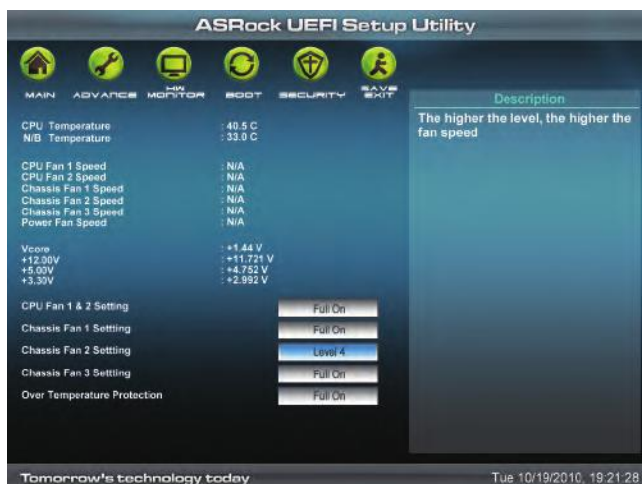 ASRock UEFI Setup Utility
MAIN ADVANCE HW MONITOR BOOT SECURITY SAVE EXIT
Description
The higher the level, the higher the
fan speed
CPU Temperature : 40.5 C
N/B Temperature : 33.0 C
CPU Fan 1 Speed : N/A
CPU Fan 2 Speed : N/A
Chassis Fan 1 Speed : N/A
Chassis Fan 2 Speed : N/A
Chassis Fan 3 Speed : N/A
Power Fan Speed : N/A
Vcore : +1.44 V
+12.00V : +11.721 V
+5.00V : +4.752 V
+3.30V : +2.992 V
CPU Fan 1 & 2 Setting Full On
Chassis Fan 1 Settting Full On
Chassis Fan 2 Settting Level 4
Chassis Fan 3 Settting Full On
Over Temperature Protection Full On
Tomorrow's technology today Tue 10/19/2010, 19:21:28